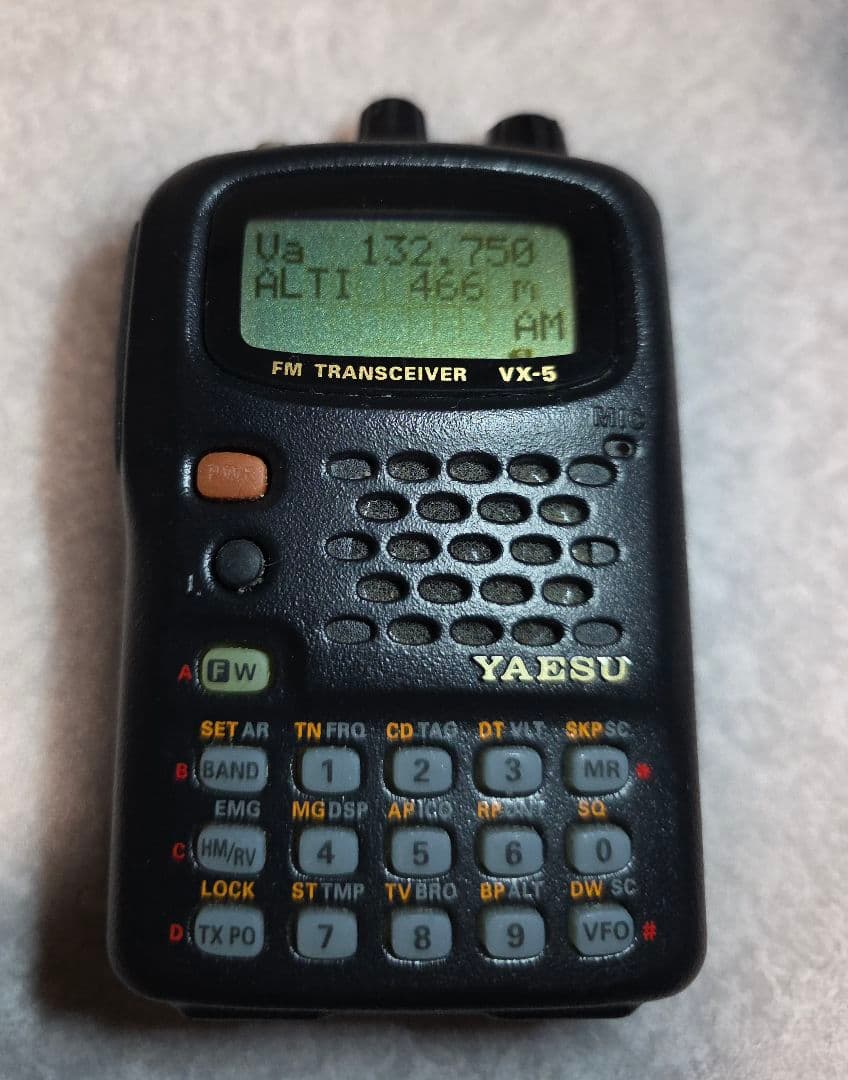 Va 132.750
ALTI 466 m
AM
FM TRANSCEIVER VX-5
MIC
PWR
YAESU
A F W
SET AR TN FRQ CD TAG DT VLT SKP SC
B BAND 1 2 3 MR *
EMG MG DSP AP ICO RP SQ
C HM/RV 4 5 6 0
LOCK ST TMP TV BRO BP ALT DW SC
D TX PO 7 8 9 VFO #